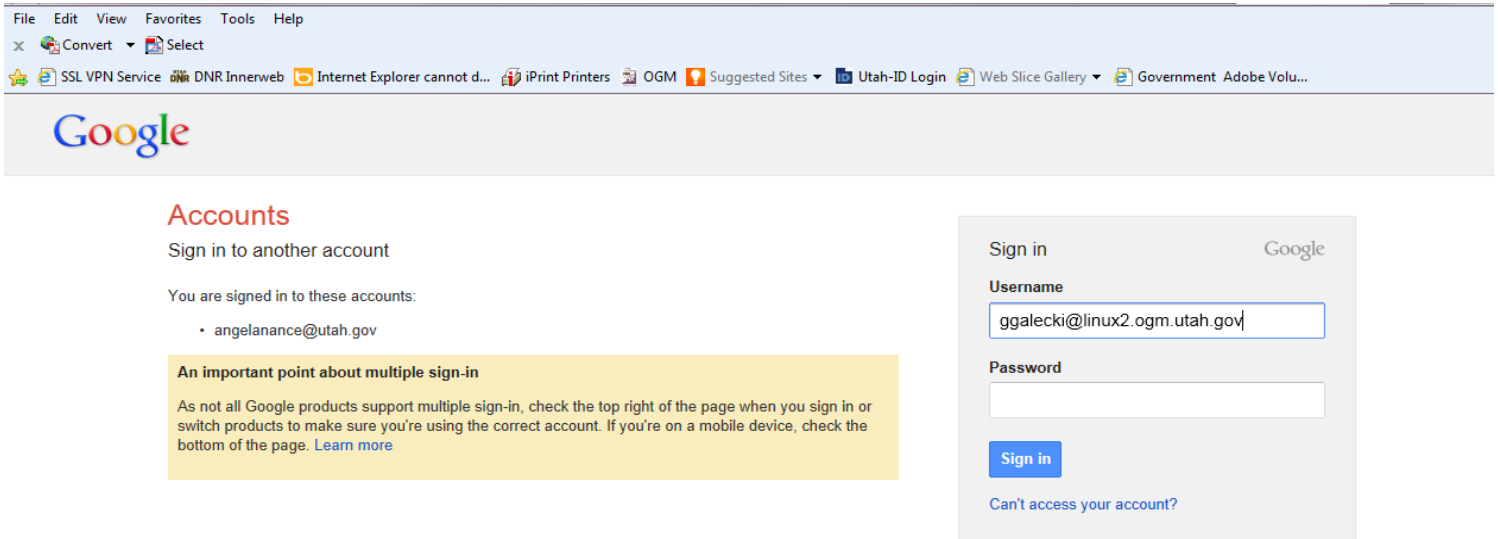 File Edit View Favorites Tools Help
x Convert Select
SSL VPN Service DNR DNR Innerweb Internet Explorer cannot d... iPrint Printers OGM Suggested Sites ID Utah-ID Login Web Slice Gallery Government Adobe Volu...
Google
Accounts
Sign in to another account
You are signed in to these accounts:
• angelanance@utah.gov
An important point about multiple sign-in
As not all Google products support multiple sign-in, check the top right of the page when you sign in or
switch products to make sure you're using the correct account. If you're on a mobile device, check the
bottom of the page. Learn more
Sign in Google
Username
ggalecki@linux2.ogm.utah.gov
Password
Sign in
Can't access your account?